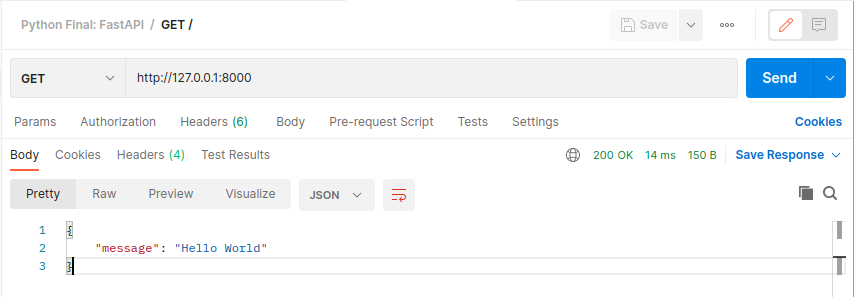 Python Final: FastAPI / GET /
Save
GET
http://127.0.0.1:8000
Send
Params Authorization Headers (6) Body Pre-request Script Tests Settings Cookies
Body Cookies Headers (4) Test Results 200 OK 14 ms 150 B Save Response
Pretty Raw Preview Visualize JSON
1 {
2 "message": "Hello World"
3 }